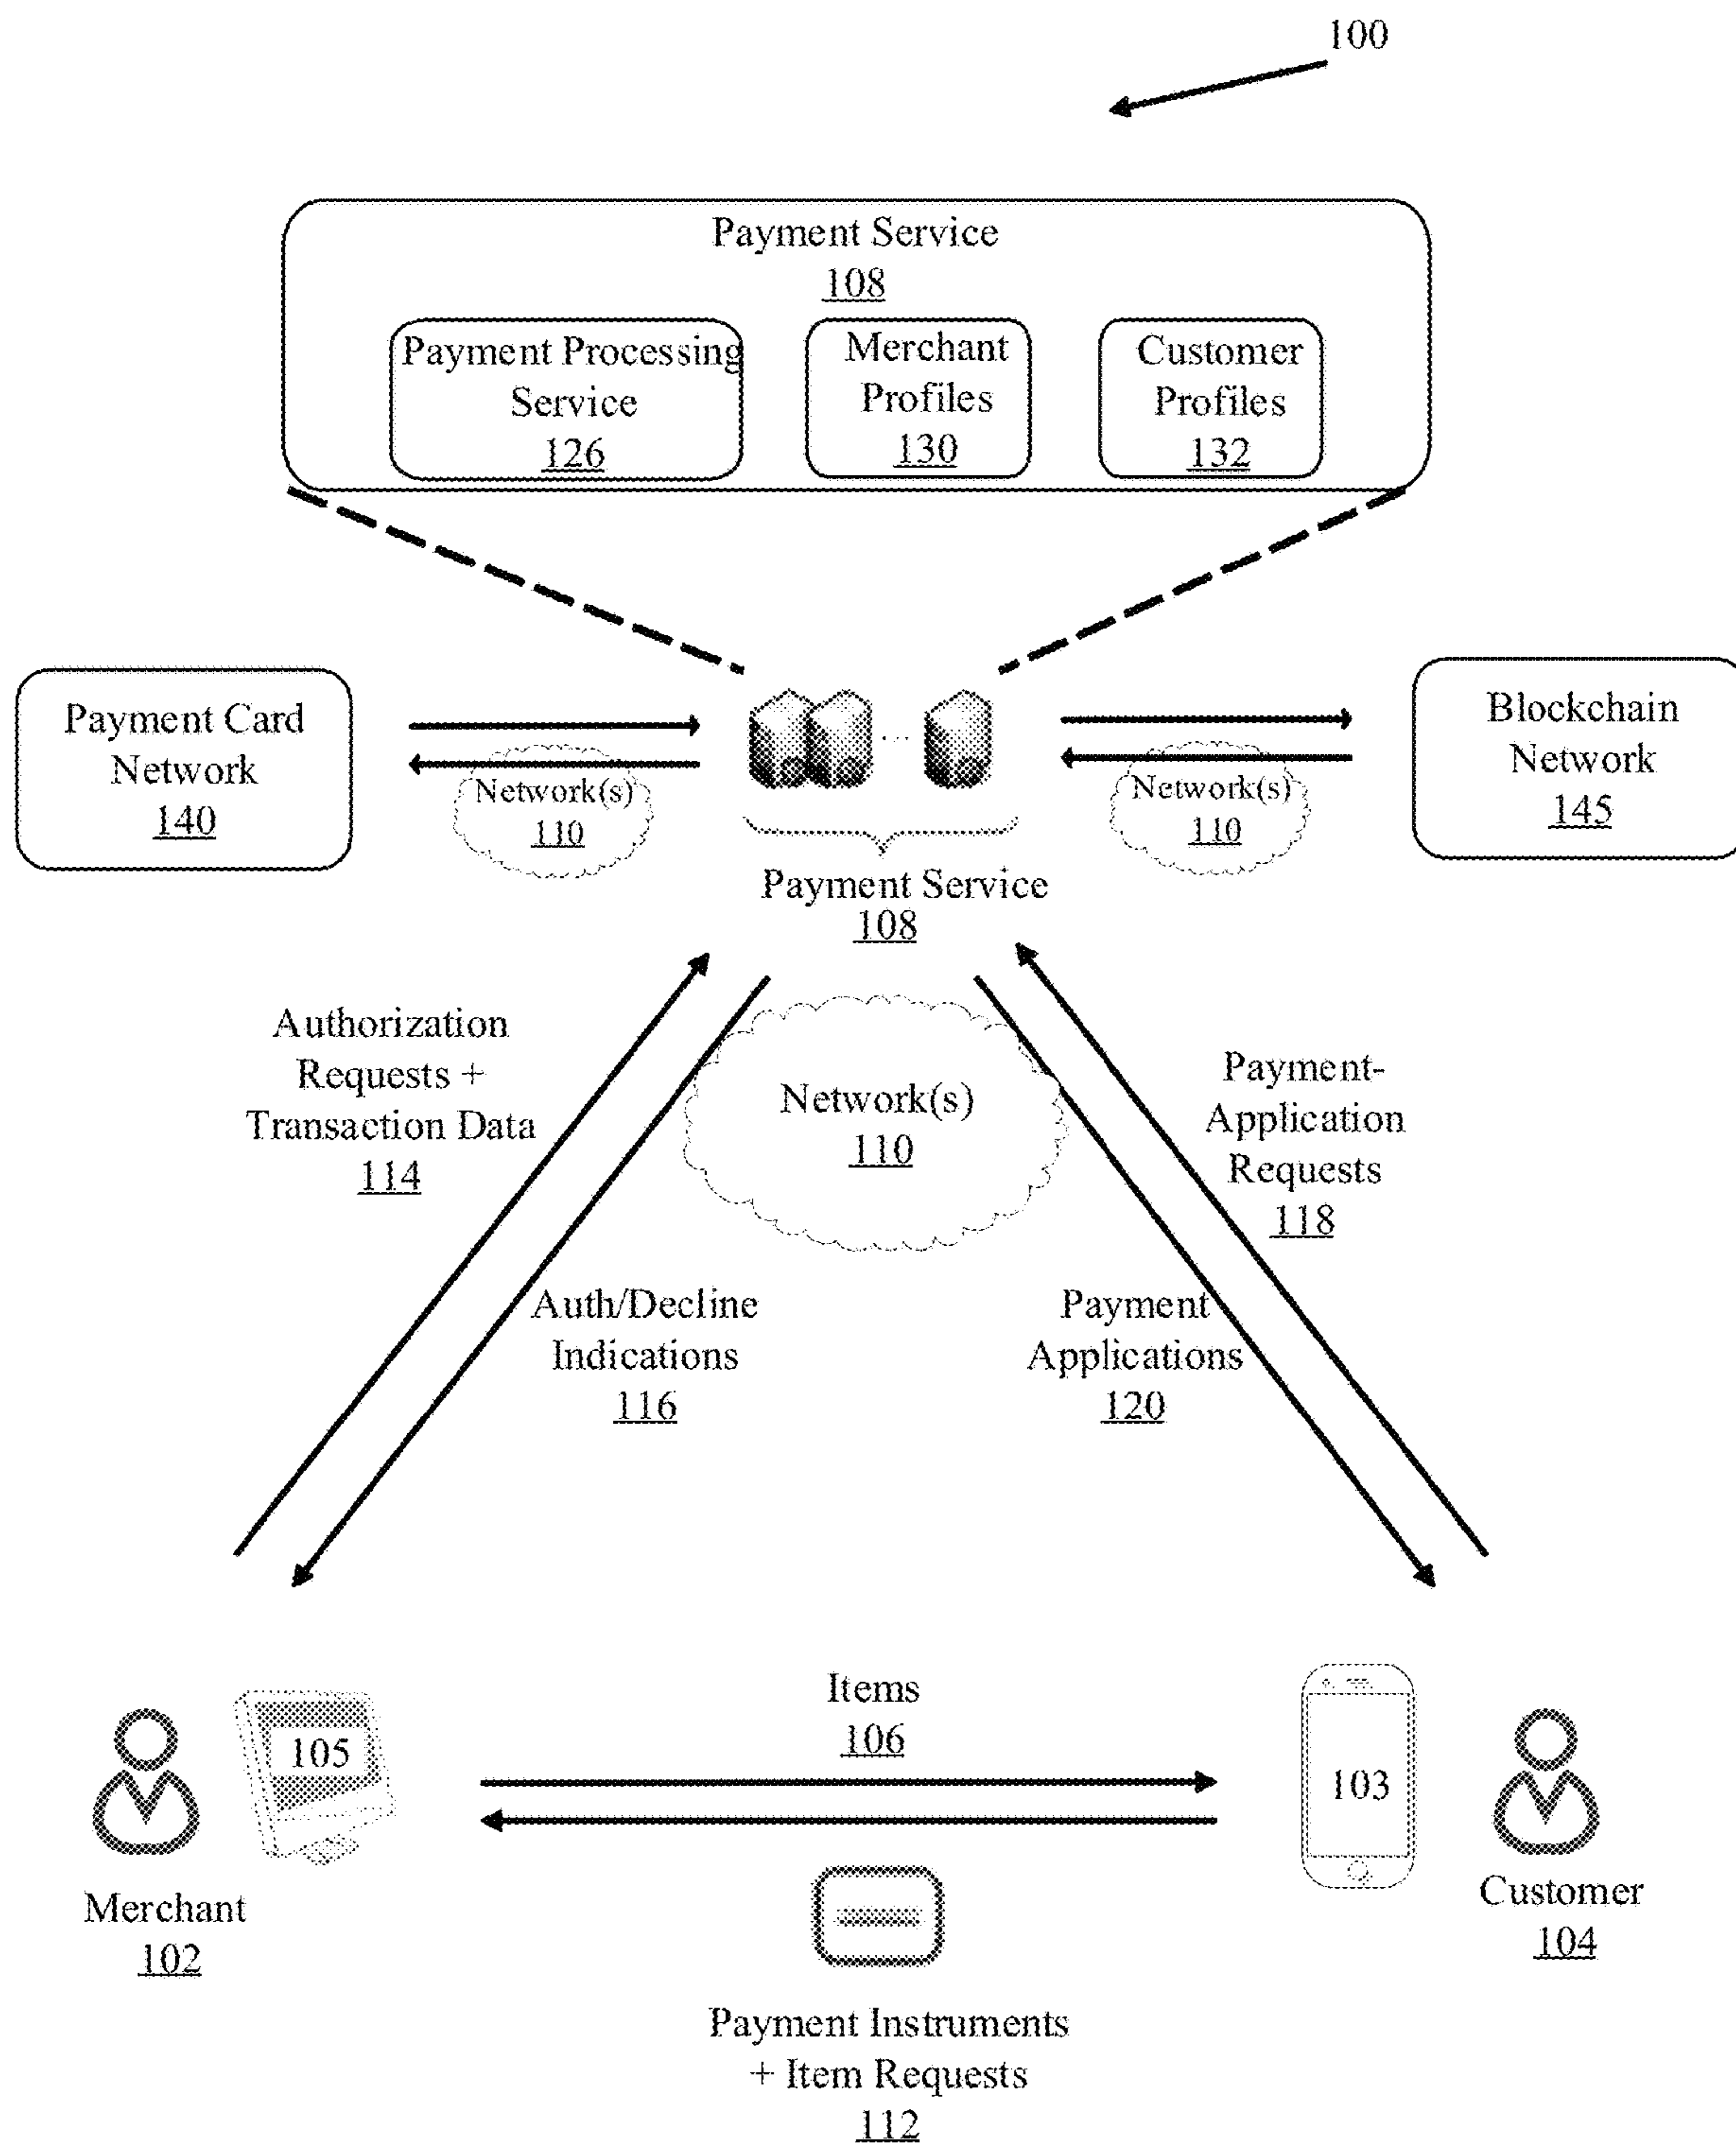 100
Payment Service
108
Payment Processing
Service
126
Merchant
Profiles
130
Customer
Profiles
132
Payment Card
Network
140
Network(s)
110
...
Payment Service
108
Network(s)
110
Blockchain
Network
145
Authorization
Requests +
Transaction Data
114
Network(s)
110
Payment-
Application
Requests
118
Auth/Decline
Indications
116
Payment
Applications
120
105
Merchant
102
Items
106
103
Customer
104
Payment Instruments
+ Item Requests
112